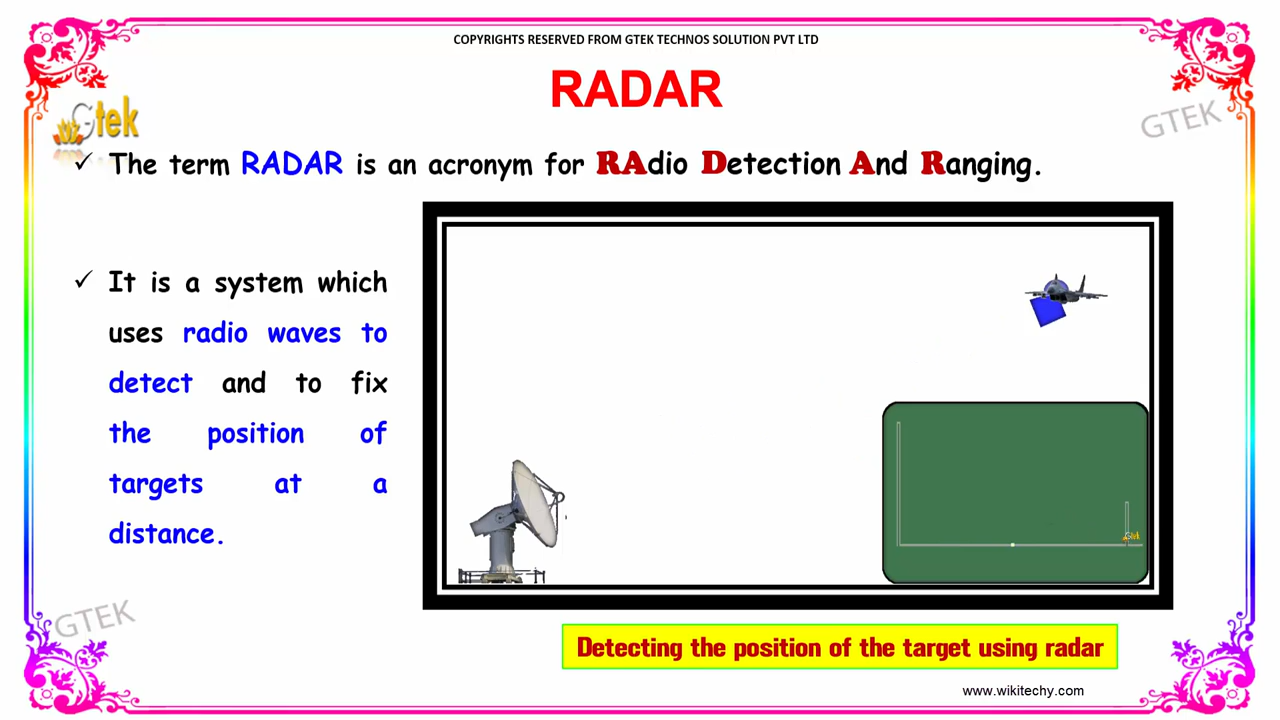 COPYRIGHTS RESERVED FROM GTEK TECHNOS SOLUTION PVT LTD
RADAR
Gtek
GTEK
✓ The term RADAR is an acronym for RAdio Detection And Ranging.
✓ It is a system which
uses radio waves to
detect and to fix
the position of
targets at a
distance.
Gtek
GTEK
Detecting the position of the target using radar
www.wikitechy.com